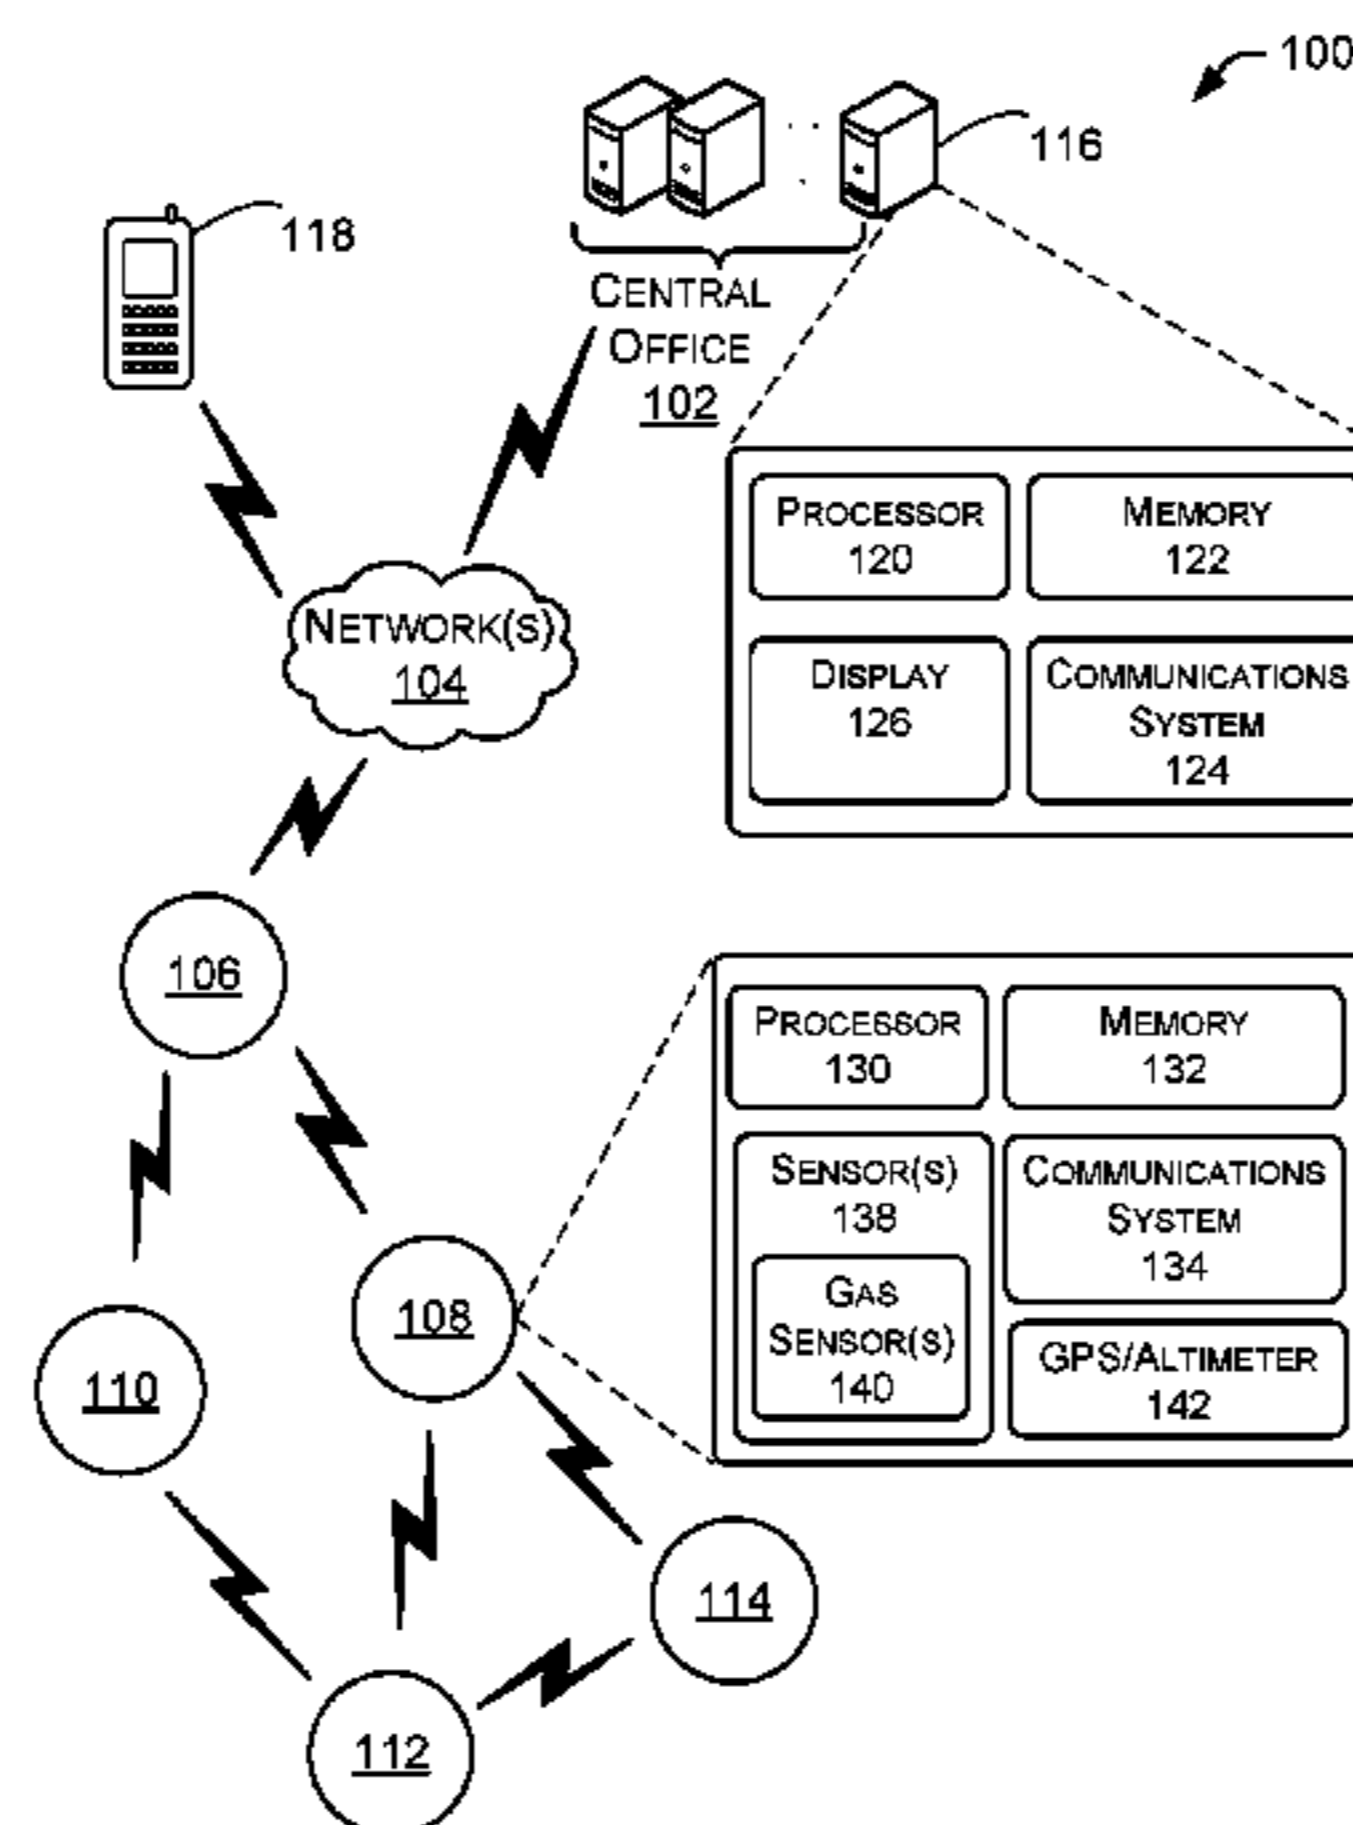 100
116
118
CENTRAL
OFFICE
102
PROCESSOR
120
MEMORY
122
NETWORK(S)
104
DISPLAY
126
COMMUNICATIONS
SYSTEM
124
106
PROCESSOR
130
MEMORY
132
SENSOR(S)
138
COMMUNICATIONS
SYSTEM
134
GAS
SENSOR(S)
140
GPS/ALTIMETER
142
108
110
114
112